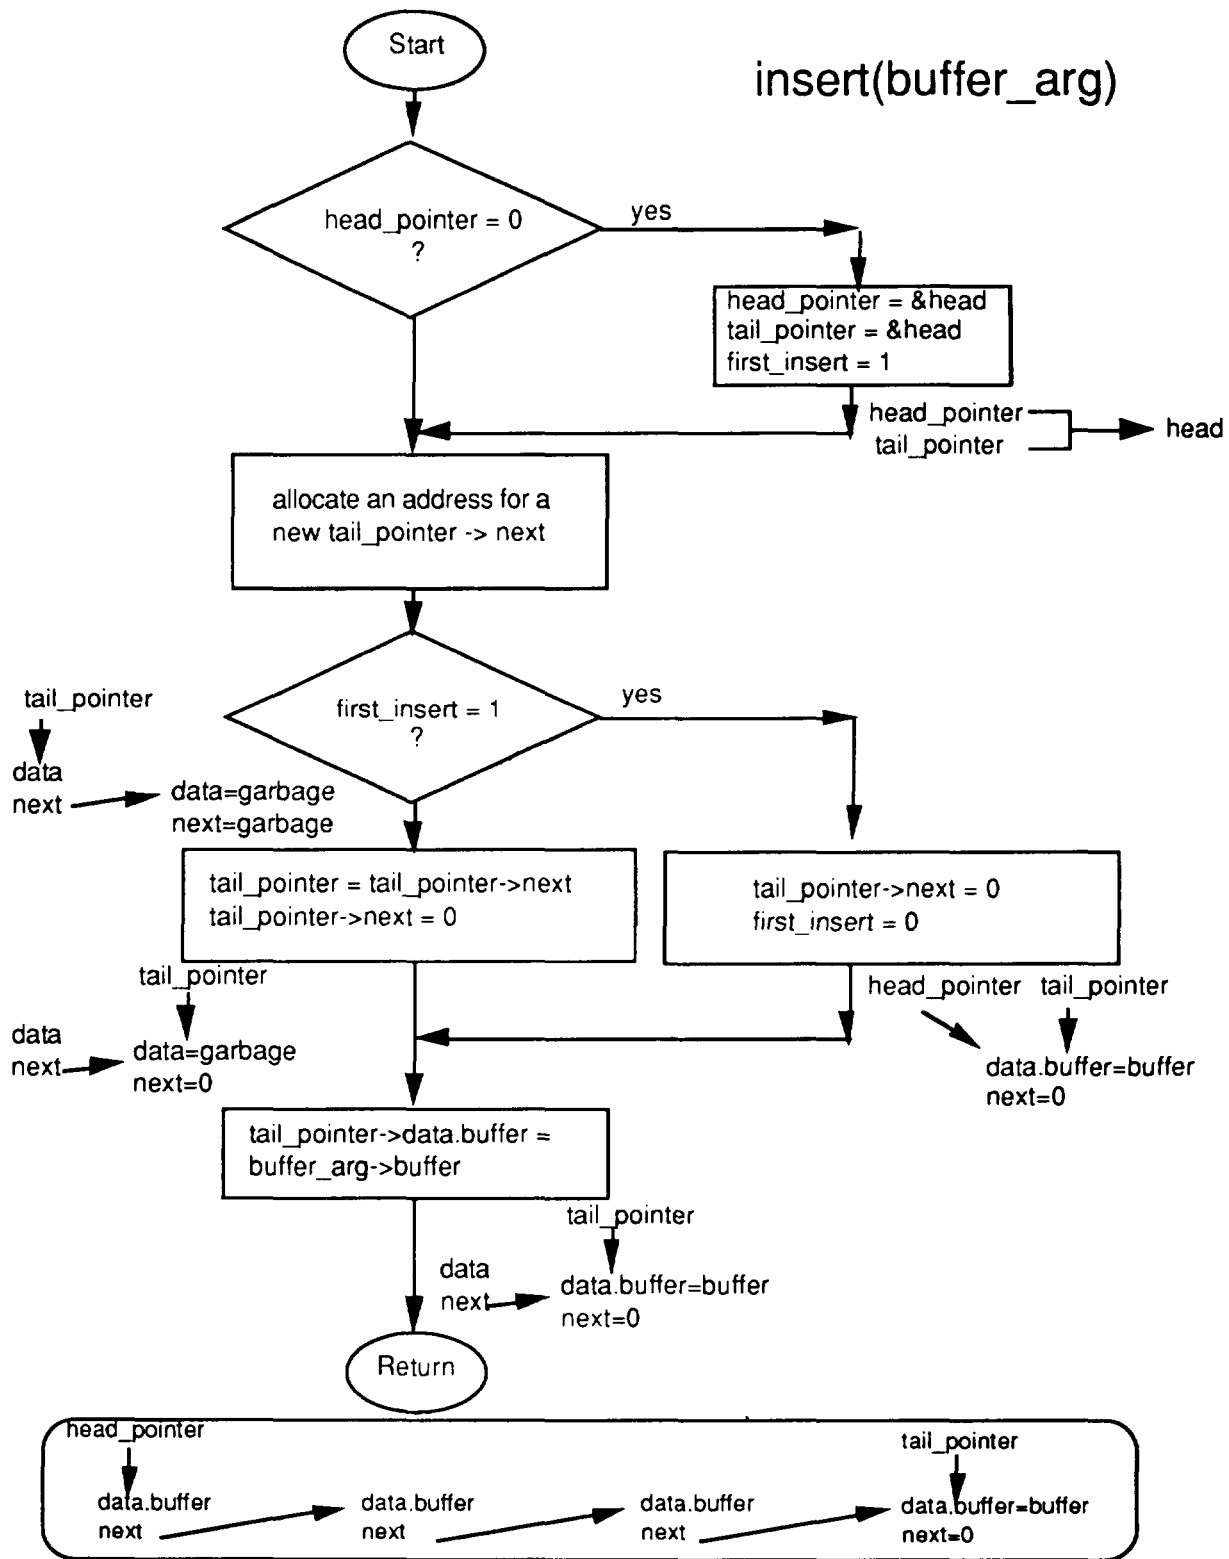 Start
insert(buffer_arg)
head_pointer = 0
?
yes
head_pointer = &head
tail_pointer = &head
first_insert = 1
head_pointer
tail_pointer
head
allocate an address for a
new tail_pointer -> next
first_insert = 1
?
yes
tail_pointer
data
next
data=garbage
next=garbage
tail_pointer = tail_pointer->next
tail_pointer->next = 0
tail_pointer->next = 0
first_insert = 0
tail_pointer
data
next
data=garbage
next=0
head_pointer
tail_pointer
data.buffer=buffer
next=0
tail_pointer->data.buffer =
buffer_arg->buffer
tail_pointer
data
next
data.buffer=buffer
next=0
Return
head_pointer
tail_pointer
data.buffer
next
data.buffer
next
data.buffer
next
data.buffer=buffer
next=0